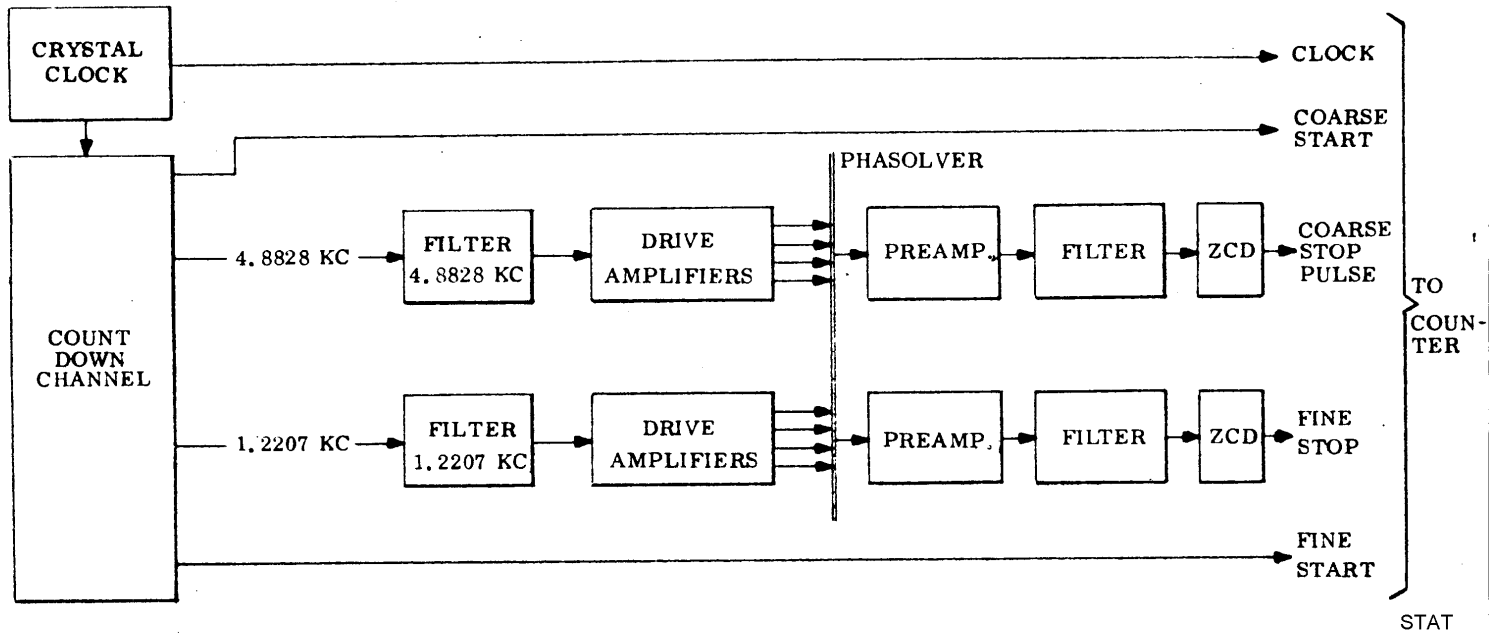 CRYSTAL
CLOCK
CLOCK
COARSE
START
PHASOLVER
4.8828 KC
FILTER
4.8828 KC
DRIVE
AMPLIFIERS
PREAMP.
FILTER
ZCD
COARSE
STOP
PULSE
TO
COUN-
TER
COUNT
DOWN
CHANNEL
1.2207 KC
FILTER
1.2207 KC
DRIVE
AMPLIFIERS
PREAMP.
FILTER
ZCD
FINE
STOP
FINE
START
STAT